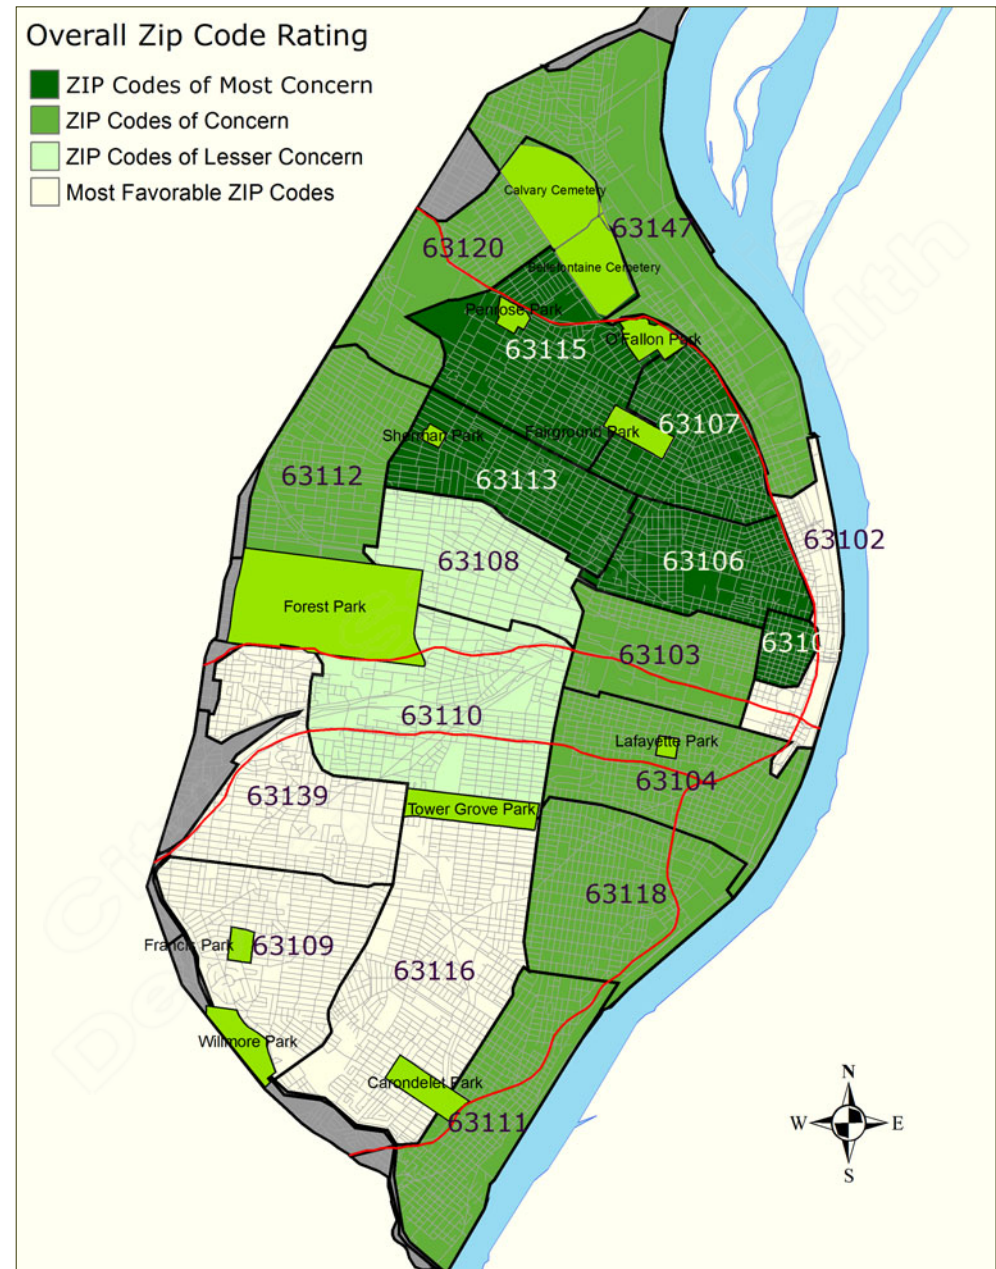 Overall Zip Code Rating
ZIP Codes of Most Concern
ZIP Codes of Concern
ZIP Codes of Lesser Concern
Most Favorable ZIP Codes
Calvary Cemetery
63147
63120
Bellefontaine Cemetery
Penrose Park
O'Fallon Park
63115
63107
Sherman Park
Fairground Park
63112
63113
63102
63108
63106
Forest Park
63103
63110
Lafayette Park
63104
63139
Tower Grove Park
63118
Francis Park
63109
63116
Willmore Park
Carondelet Park
63111
N
W
E
S